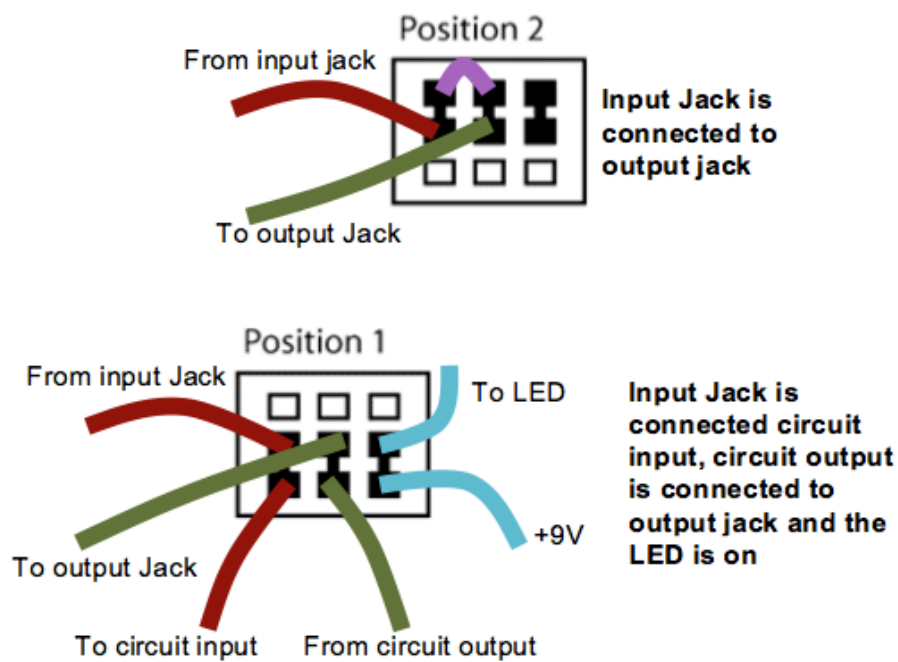 Position 2
From input jack
Input Jack is
connected to
output jack
To output Jack
Position 1
From input Jack
To LED
Input Jack is
connected circuit
input, circuit output
is connected to
output jack and the
LED is on
+9V
To output Jack
To circuit input
From circuit output